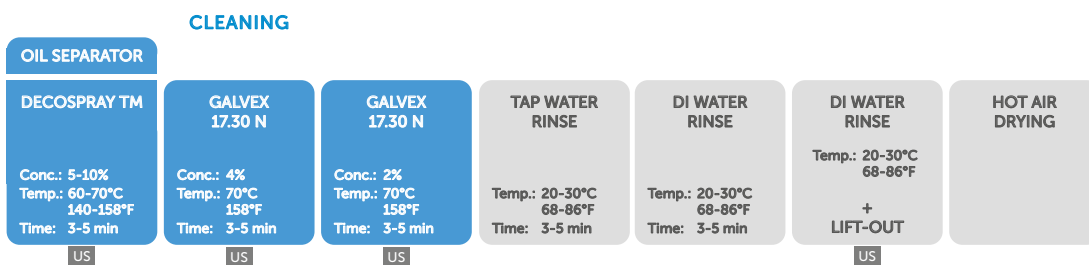 CLEANING
OIL SEPARATOR
DECOSPRAY TM
Conc.: 5-10%
Temp.: 60-70°C
140-158°F
Time: 3-5 min
US
GALVEX
17.30 N
Conc.: 4%
Temp.: 70°C
158°F
Time: 3-5 min
US
GALVEX
17.30 N
Conc.: 2%
Temp.: 70°C
158°F
Time: 3-5 min
US
TAP WATER
RINSE
Temp.: 20-30°C
68-86°F
Time: 3-5 min
DI WATER
RINSE
Temp.: 20-30°C
68-86°F
Time: 3-5 min
DI WATER
RINSE
Temp.: 20-30°C
68-86°F
+
LIFT-OUT
US
HOT AIR
DRYING